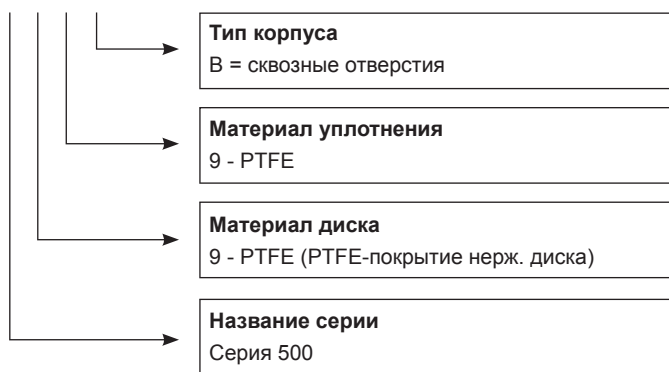 Тип корпуса
B = сквозные отверстия
Материал уплотнения
9 - PTFE
Материал диска
9 - PTFE (PTFE-покрытие нерж. диска)
Название серии
Серия 500